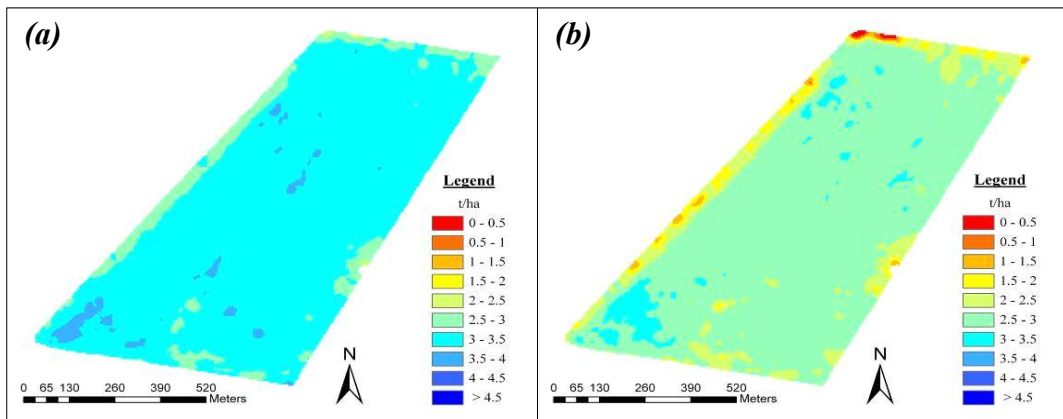 (a)
Legend
t/ha
0 - 0.5
0.5 - 1
1 - 1.5
1.5 - 2
2 - 2.5
2.5 - 3
3 - 3.5
3.5 - 4
4 - 4.5
> 4.5
N
0 65 130 260 390 520
Meters
(b)
Legend
t/ha
0 - 0.5
0.5 - 1
1 - 1.5
1.5 - 2
2 - 2.5
2.5 - 3
3 - 3.5
3.5 - 4
4 - 4.5
> 4.5
N
0 65 130 260 390 520
Meters